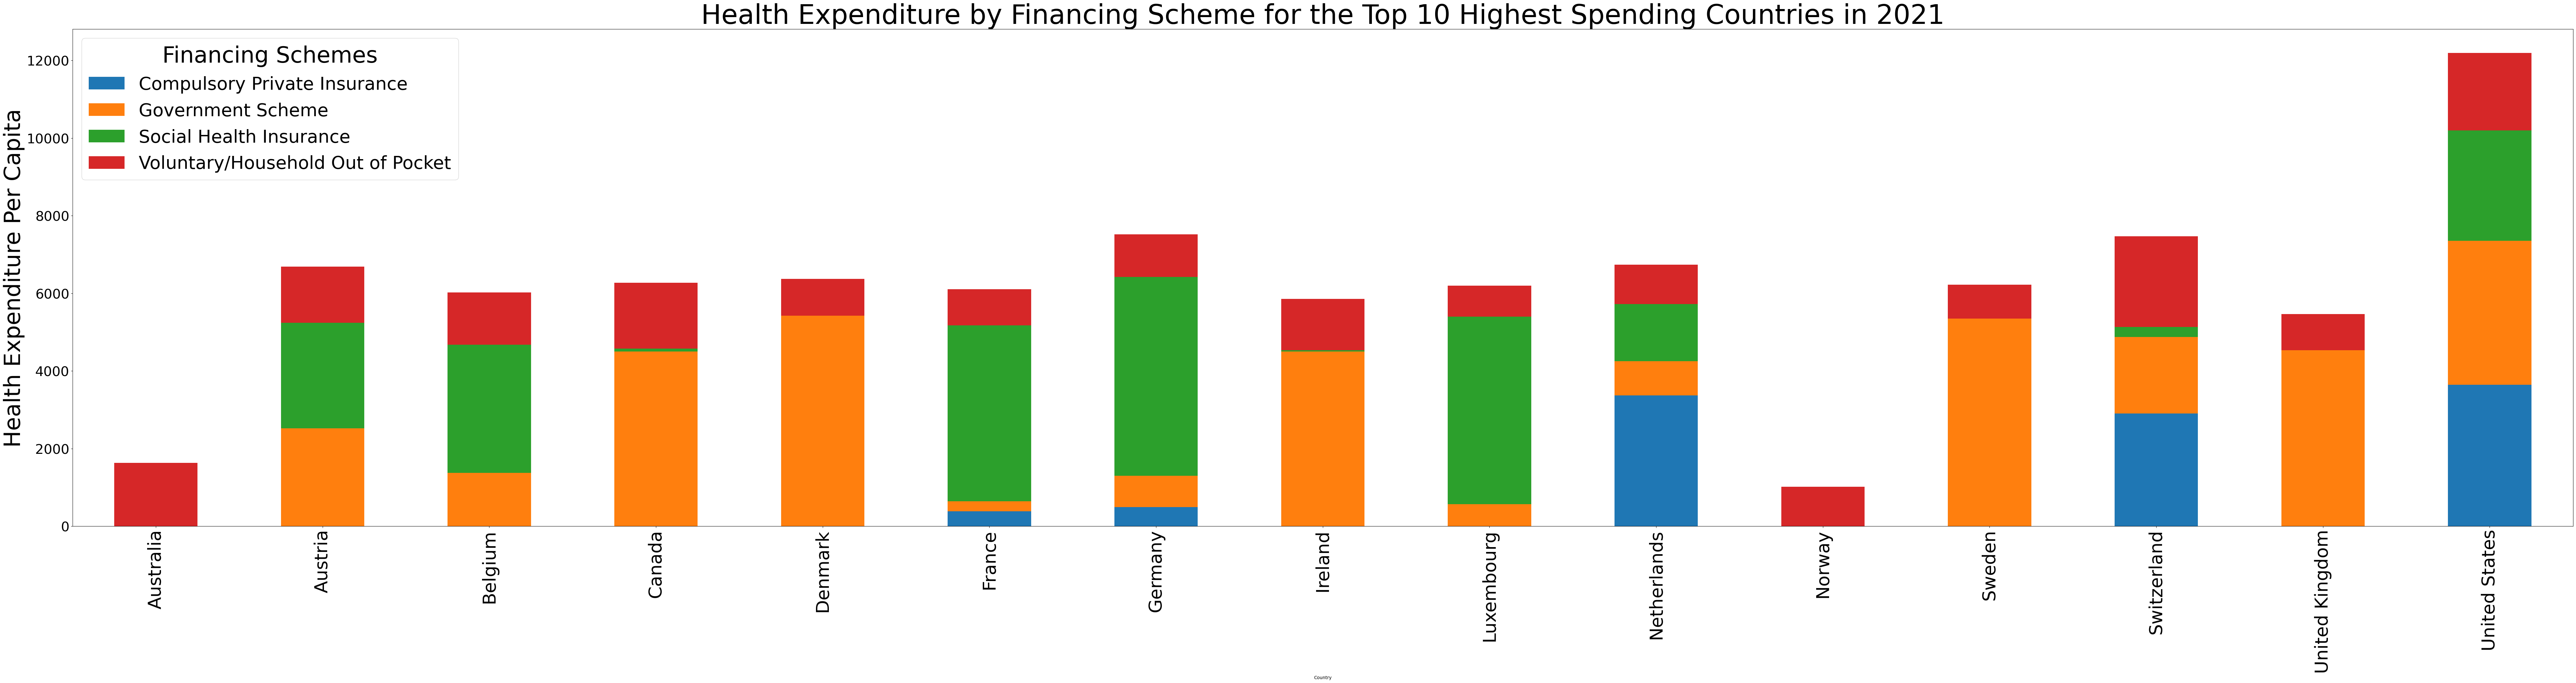 Health Expenditure by Financing Scheme for the Top 10 Highest Spending Countries in 2021
Financing Schemes
Compulsory Private Insurance
Government Scheme
Social Health Insurance
Voluntary/Household Out of Pocket
Health Expenditure Per Capita
12000
10000
8000
6000
4000
2000
0
Australia
Austria
Belgium
Canada
Denmark
France
Germany
Ireland
Luxembourg
Netherlands
Norway
Sweden
Switzerland
United Kingdom
United States
Country